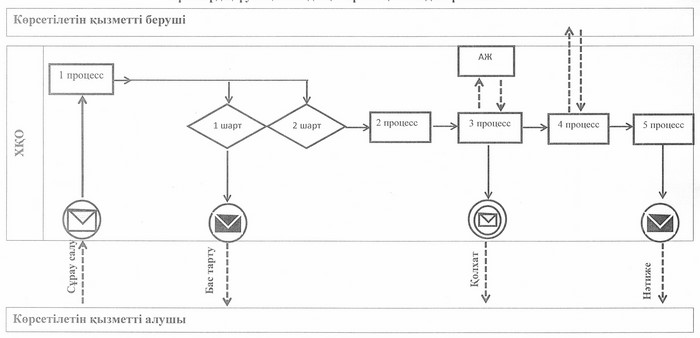 Көрсетілетін қызметті беруші
АЖ
1 процесс
1 шарт
2 шарт
2 процесс
3 процесс
4 процесс
5 процесс
ХҚО
Сұрау салу
Бас тарту
Қолхат
Нәтиже
Көрсетілетін қызметті алушы